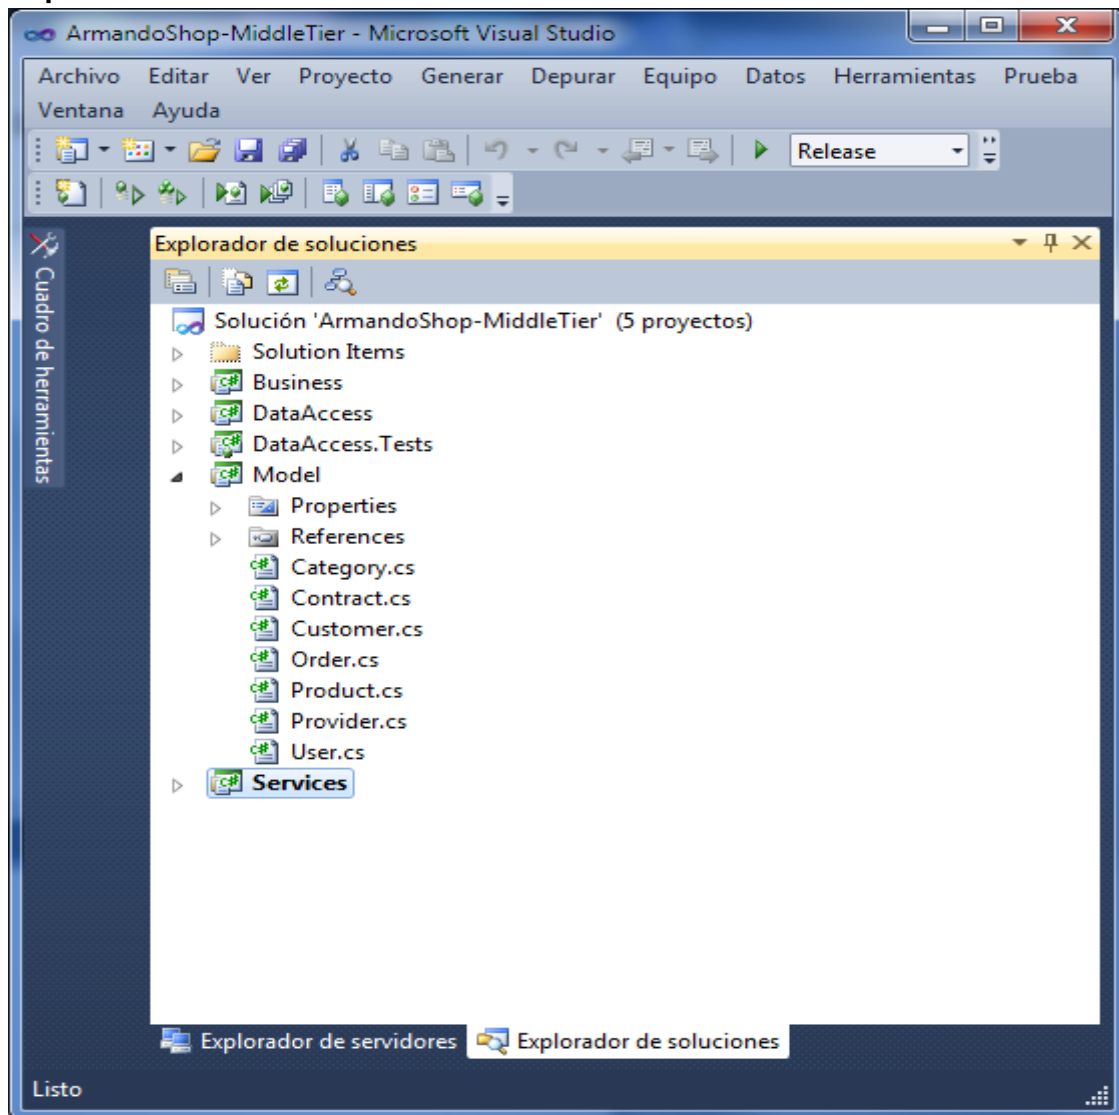 ArmandoShop-MiddleTier - Microsoft Visual Studio
Archivo Editar Ver Proyecto Generar Depurar Equipo Datos Herramientas Prueba
Ventana Ayuda
Release
Cuadro de herramientas
Explorador de soluciones
Solución 'ArmandoShop-MiddleTier' (5 proyectos)
Solution Items
Business
DataAccess
DataAccess.Tests
Model
Properties
References
Category.cs
Contract.cs
Customer.cs
Order.cs
Product.cs
Provider.cs
User.cs
Services
Explorador de servidores Explorador de soluciones
Listo